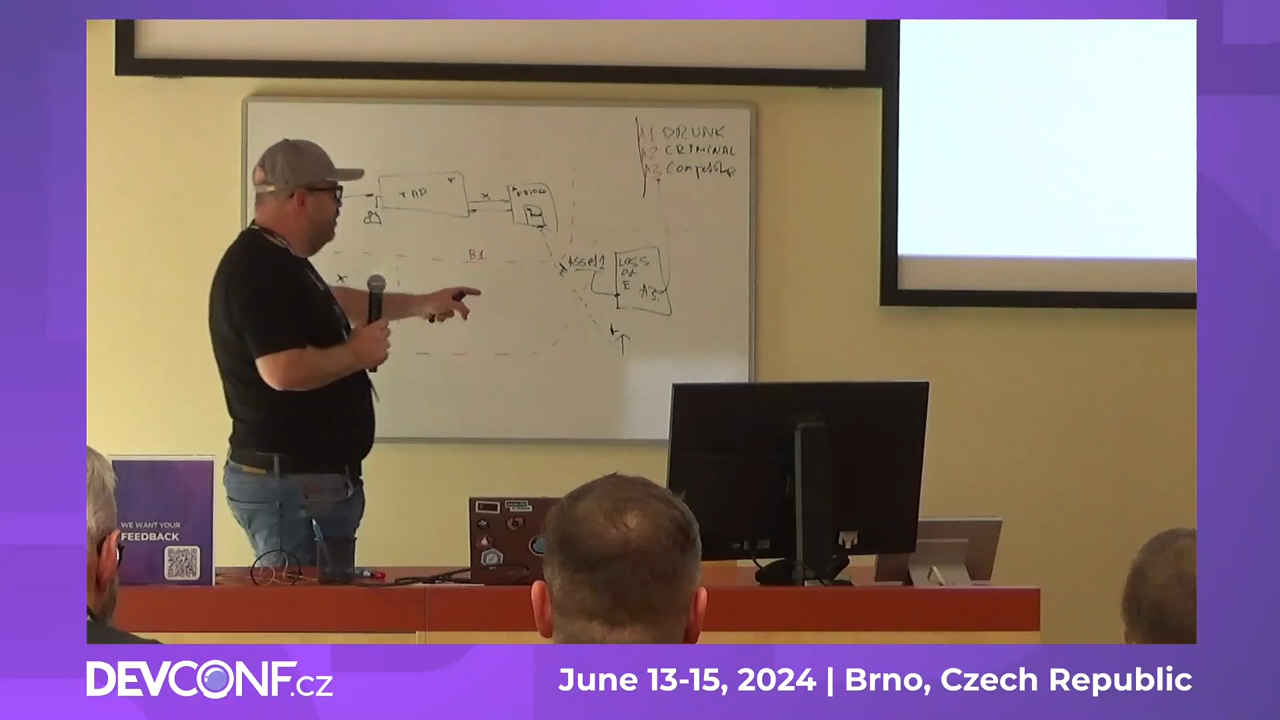 A1 DRUNK
A2 CRIMINAL
A3
TAP
B1
Asset1
LOSS
OF
E
A3
WE WANT YOUR
FEEDBACK
DEVCONF.CZ
June 13-15, 2024 | Brno, Czech Republic